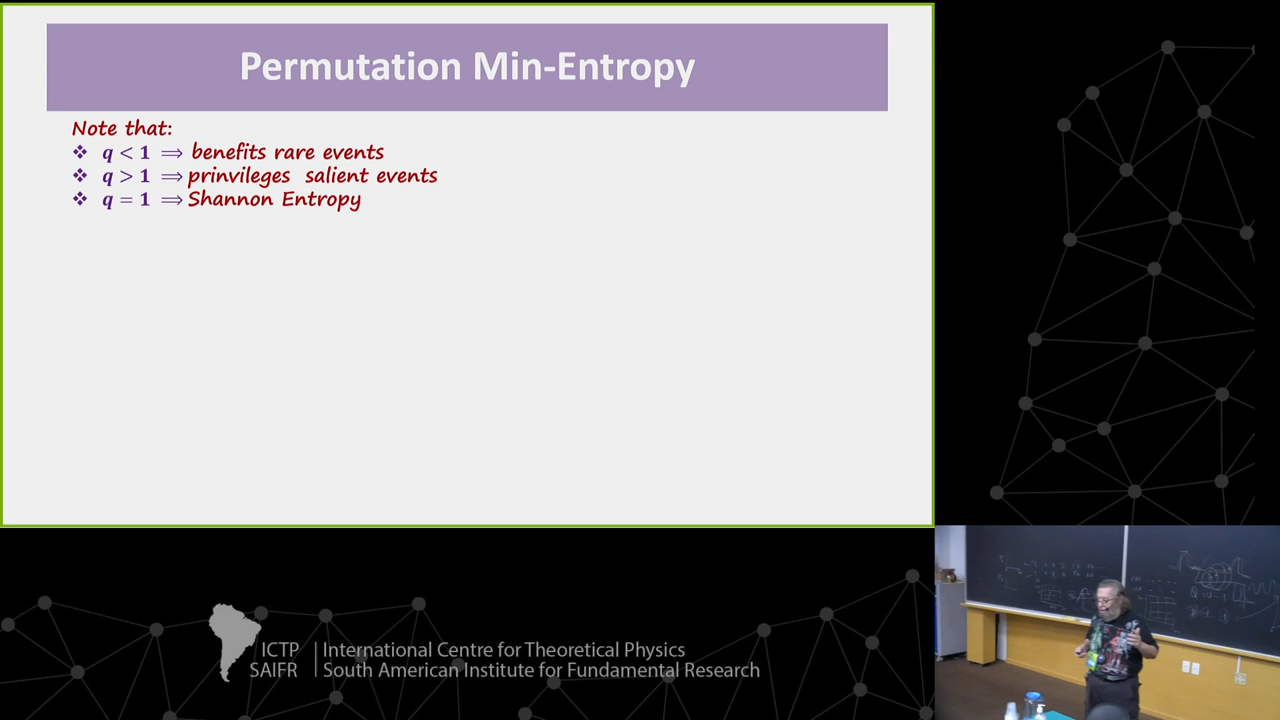 Permutation Min-Entropy
Note that:
❖ q < 1 ⟹ benefits rare events
❖ q > 1 ⟹ prinvileges salient events
❖ q = 1 ⟹ Shannon Entropy
ICTP
SAIFR
International Centre for Theoretical Physics
South American Institute for Fundamental Research